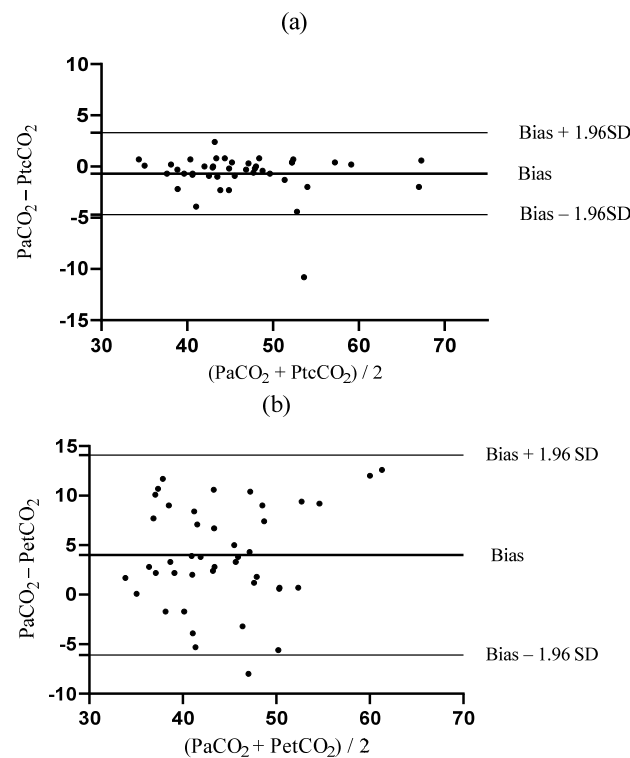 (a)
10
5
0
-5
-10
-15
30 40 50 60 70
PaCO₂ – PtcCO₂
(PaCO₂ + PtcCO₂) / 2
Bias + 1.96SD
Bias
Bias – 1.96SD
(b)
15
10
5
0
-5
-10
30 40 50 60 70
PaCO₂ – PetCO₂
(PaCO₂ + PetCO₂) / 2
Bias + 1.96 SD
Bias
Bias – 1.96 SD